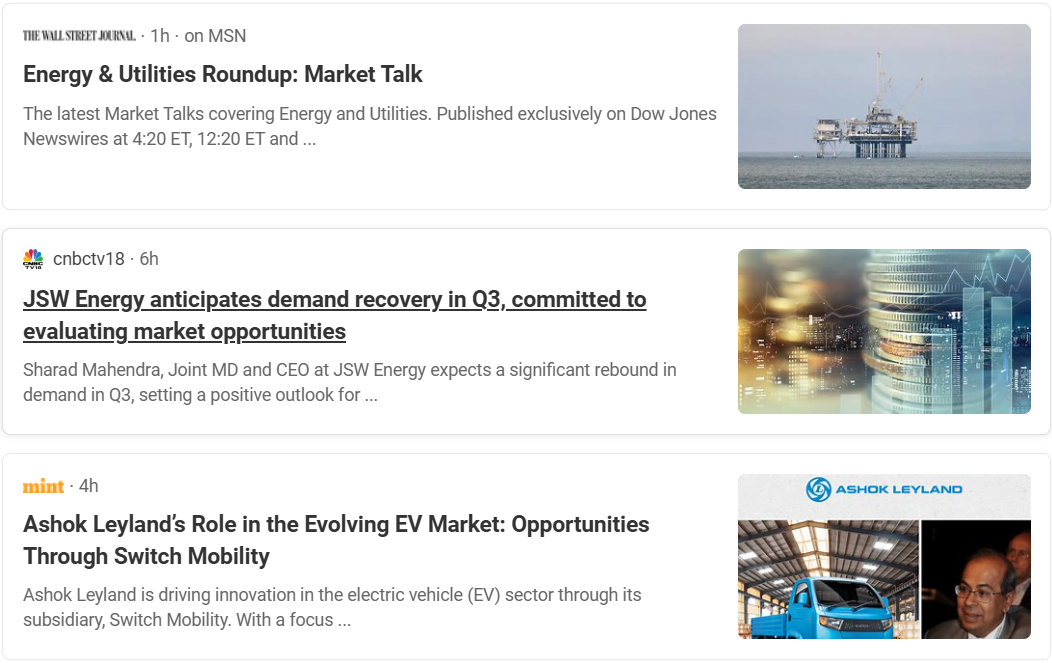 THE WALL STREET JOURNAL. · 1h · on MSN
Energy & Utilities Roundup: Market Talk
The latest Market Talks covering Energy and Utilities. Published exclusively on Dow Jones
Newswires at 4:20 ET, 12:20 ET and ...
CNBC
TV18
cnbctv18 · 6h
JSW Energy anticipates demand recovery in Q3, committed to
evaluating market opportunities
Sharad Mahendra, Joint MD and CEO at JSW Energy expects a significant rebound in
demand in Q3, setting a positive outlook for ...
mint · 4h
ASHOK LEYLAND
Ashok Leyland’s Role in the Evolving EV Market: Opportunities
Through Switch Mobility
Ashok Leyland is driving innovation in the electric vehicle (EV) sector through its
subsidiary, Switch Mobility. With a focus ...